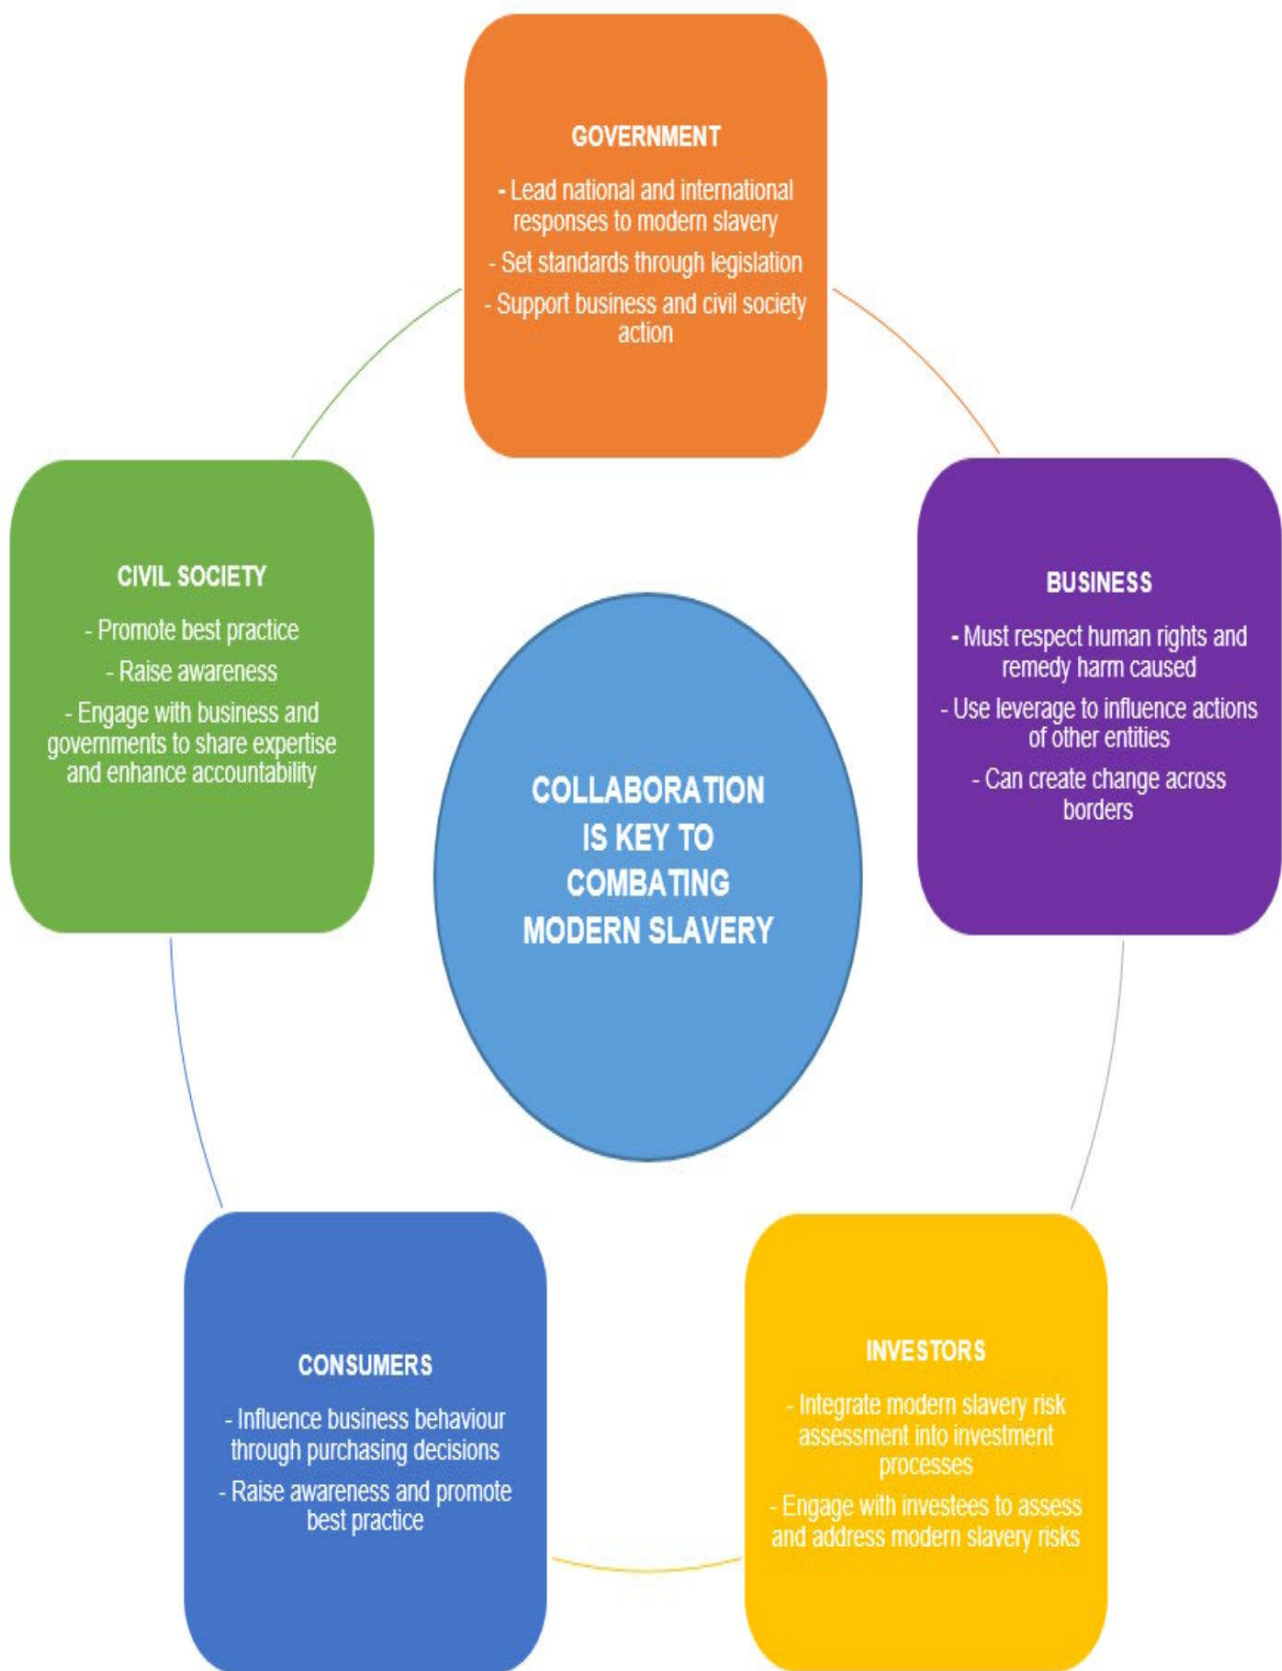 GOVERNMENT
- Lead national and international
responses to modern slavery
- Set standards through legislation
- Support business and civil society
action
BUSINESS
- Must respect human rights and
remedy harm caused
- Use leverage to influence actions
of other entities
- Can create change across
borders
INVESTORS
- Integrate modern slavery risk
assessment into investment
processes
- Engage with investees to assess
and address modern slavery risks
CONSUMERS
- Influence business behaviour
through purchasing decisions
- Raise awareness and promote
best practice
CIVIL SOCIETY
- Promote best practice
- Raise awareness
- Engage with business and
governments to share expertise
and enhance accountability
COLLABORATION
IS KEY TO
COMBATING
MODERN SLAVERY